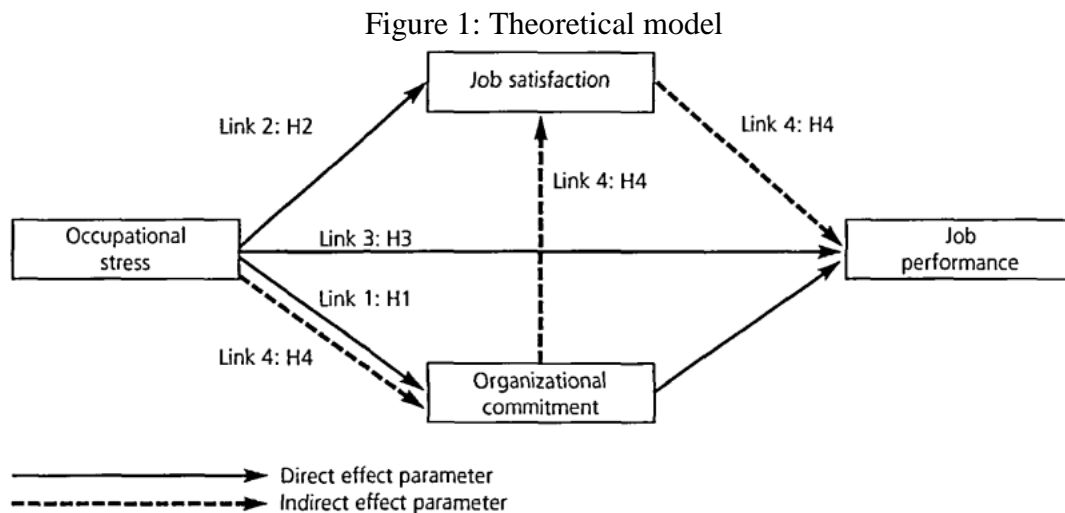 Figure 1: Theoretical model
Job satisfaction
Link 2: H2
Link 4: H4
Link 4: H4
Occupational
stress
Link 3: H3
Job
performance
Link 1: H1
Link 4: H4
Organizational
commitment
Direct effect parameter
Indirect effect parameter